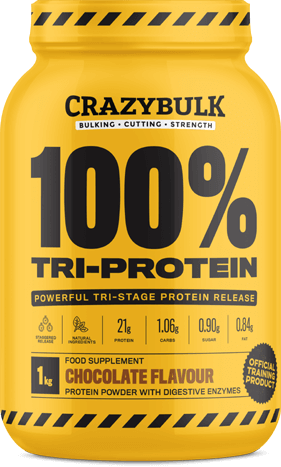 CRAZYBULK
BULKING • CUTTING • STRENGTH
100%
TRI-PROTEIN
POWERFUL TRI-STAGE PROTEIN RELEASE
STAGGERED RELEASE
NATURAL INGREDIENTS
21g
PROTEIN
1.06g
CARBS
0.90g
SUGAR
0.84g
FAT
1kg
FOOD SUPPLEMENT
CHOCOLATE FLAVOUR
PROTEIN POWDER WITH DIGESTIVE ENZYMES
OFFICIAL
TRAINING
PRODUCT